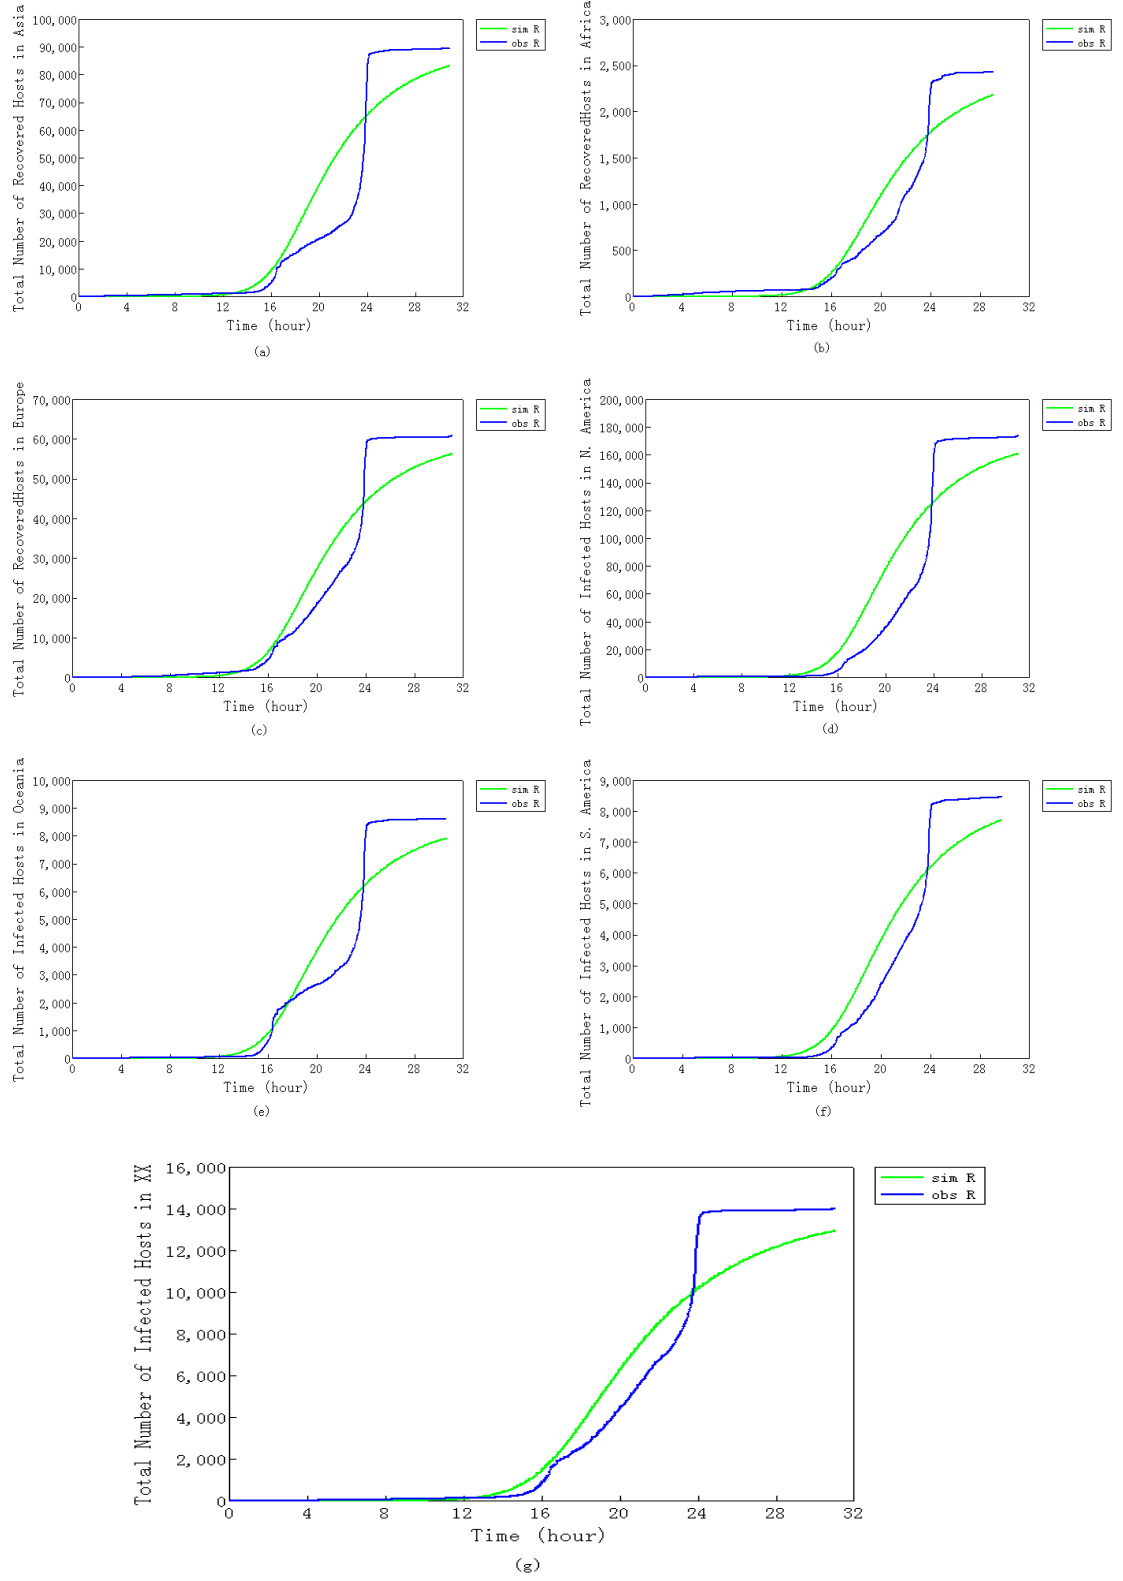 Total Number of Recovered Hosts in Asia
100,000
90,000
80,000
70,000
60,000
50,000
40,000
30,000
20,000
10,000
0
0 4 8 12 16 20 24 28 32
Time (hour)
(a)
sim R
obs R
Total Number of RecoveredHosts in Africa
3,000
2,500
2,000
1,500
1,000
500
0
0 4 8 12 16 20 24 28 32
Time (hour)
(b)
sim R
obs R
Total Number of RecoveredHosts in Europe
70,000
60,000
50,000
40,000
30,000
20,000
10,000
0
0 4 8 12 16 20 24 28 32
Time (hour)
(c)
sim R
obs R
Total Number of Infected Hosts in N. America
200,000
180,000
160,000
140,000
120,000
100,000
80,000
60,000
40,000
20,000
0
0 4 8 12 16 20 24 28 32
Time (hour)
(d)
sim R
obs R
Total Number of Infected Hosts in Oceania
10,000
9,000
8,000
7,000
6,000
5,000
4,000
3,000
2,000
1,000
0
0 4 8 12 16 20 24 28 32
Time (hour)
(e)
sim R
obs R
Total Number of Infected Hosts in S. America
9,000
8,000
7,000
6,000
5,000
4,000
3,000
2,000
1,000
0
0 4 8 12 16 20 24 28 32
Time (hour)
(f)
sim R
obs R
Total Number of Infected Hosts in XX
16,000
14,000
12,000
10,000
8,000
6,000
4,000
2,000
0
0 4 8 12 16 20 24 28 32
Time (hour)
(g)
sim R
obs R